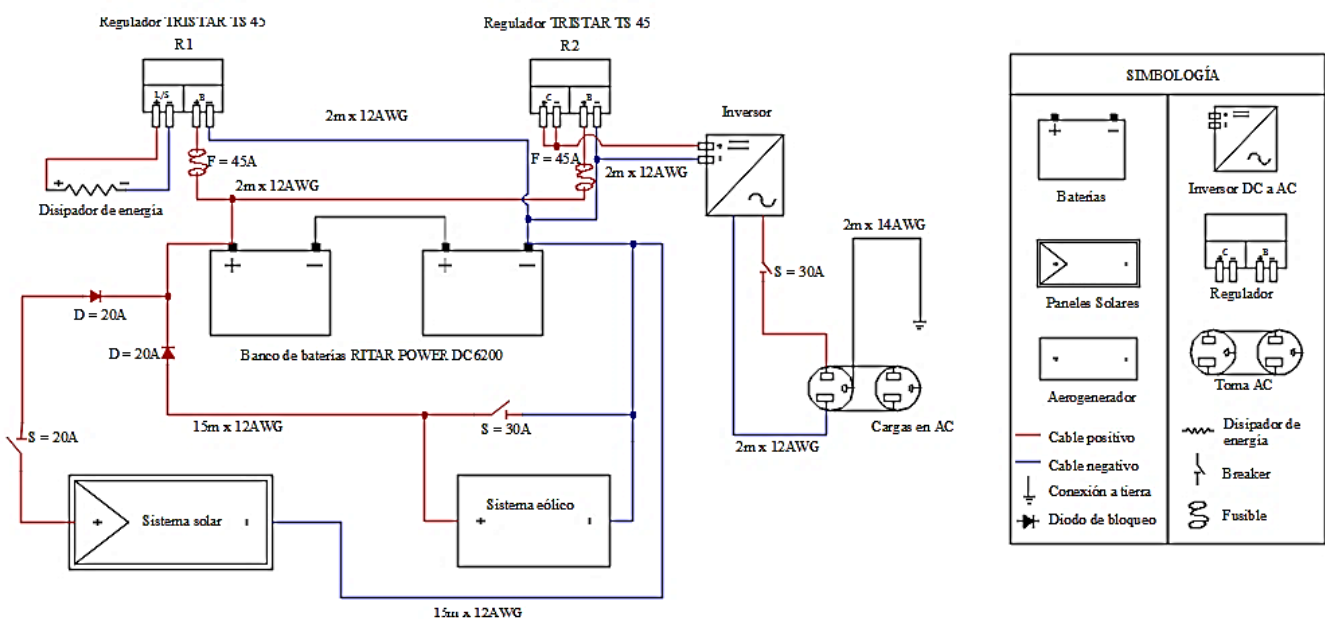 Regulador TRISTAR TS 45
R1
Regulador TRISTAR TS 45
R2
L/S
B
C
B
+ - + -
+ - + -
2m x 12AWG
Inversor
F = 45A
F = 45A
2m x 12AWG
2m x 12AWG
+ -
Disipador de energía
2m x 14AWG
+ -
+ -
S = 30A
D = 20A
D = 20A
Banco de baterías RITAR POWER DC6200
15m x 12AWG
S = 30A
S = 20A
Cargas en AC
2m x 12AWG
+ Sistema solar -
Sistema eólico
+ -
15m x 12AWG
SIMBOLOGÍA
+ -
Baterías
Inversor DC a AC
+ -
Paneles Solares
C B
Regulador
+ -
Aerogenerador
Toma AC
Cable positivo
Cable negativo
Conexión a tierra
Diodo de bloqueo
Disipador de
energía
Breaker
Fusible